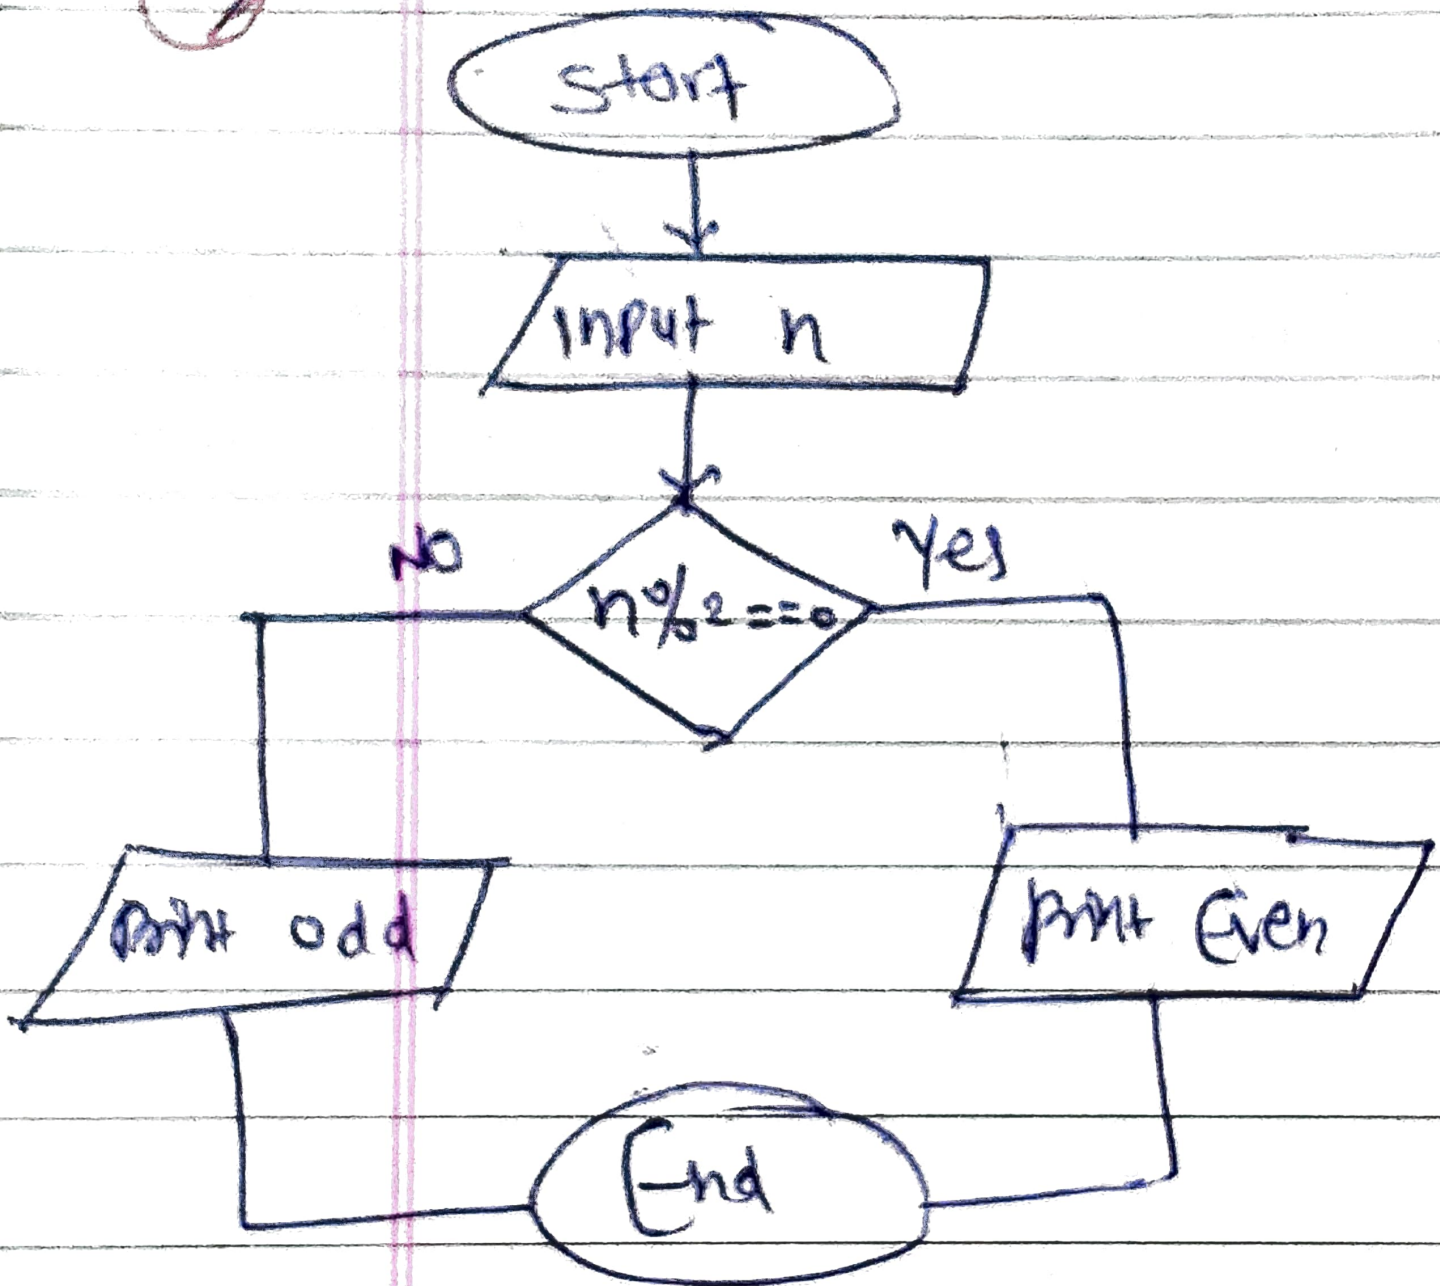 Start
Input n
NO
Yes
n%2==0
Print odd
Print Even
End